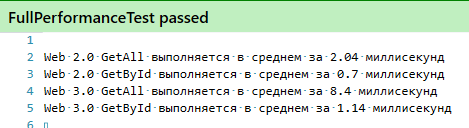 FullPerformanceTest passed
1
2 Web 2.0 GetAll выполняется в среднем за 2.04 миллисекунд
3 Web 2.0 GetById выполняется в среднем за 0.7 миллисекунд
4 Web 3.0 GetAll выполняется в среднем за 8.4 миллисекунд
5 Web 3.0 GetById выполняется в среднем за 1.14 миллисекунд
6